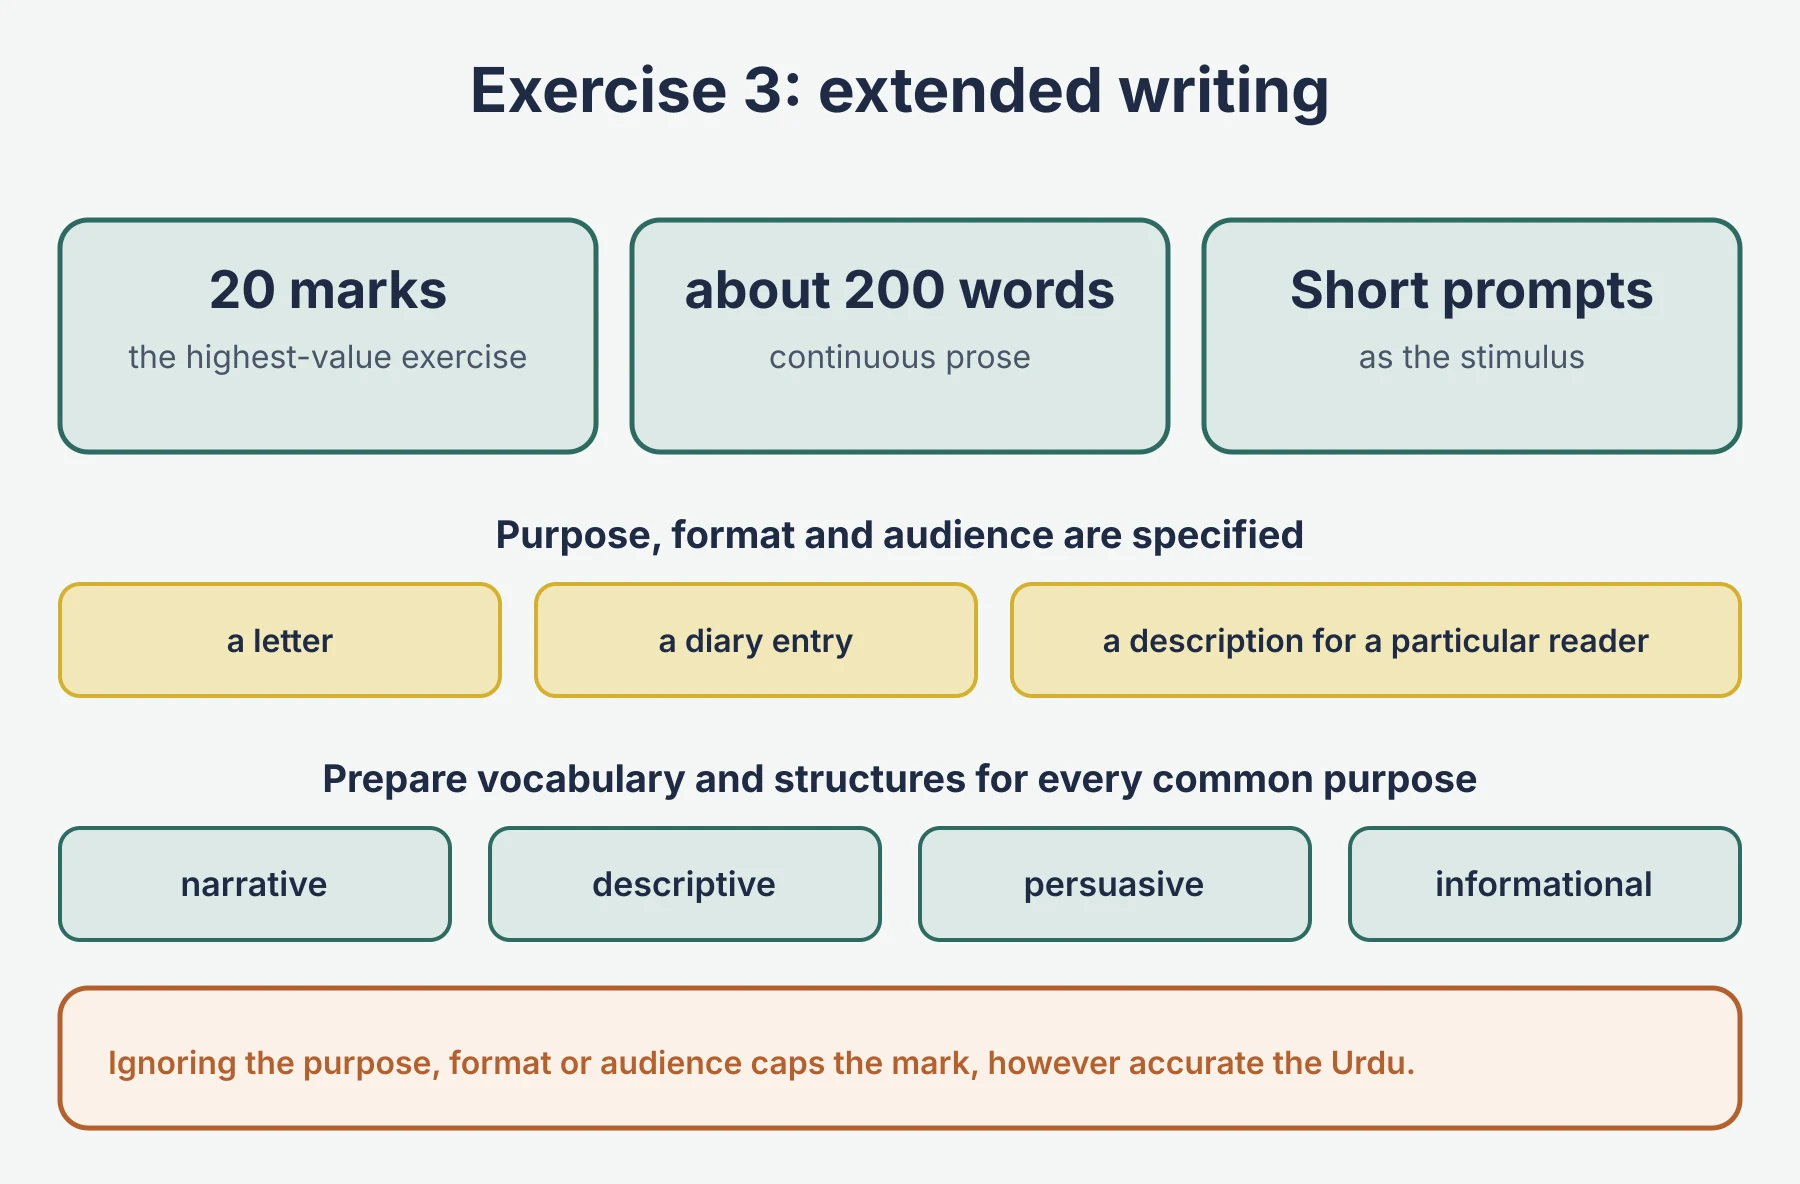 Exercise 3: extended writing
20 marks
the highest-value exercise
about 200 words
continuous prose
Short prompts
as the stimulus
Purpose, format and audience are specified
a letter
a diary entry
a description for a particular reader
Prepare vocabulary and structures for every common purpose
narrative
descriptive
persuasive
informational
Ignoring the purpose, format or audience caps the mark, however accurate the Urdu.